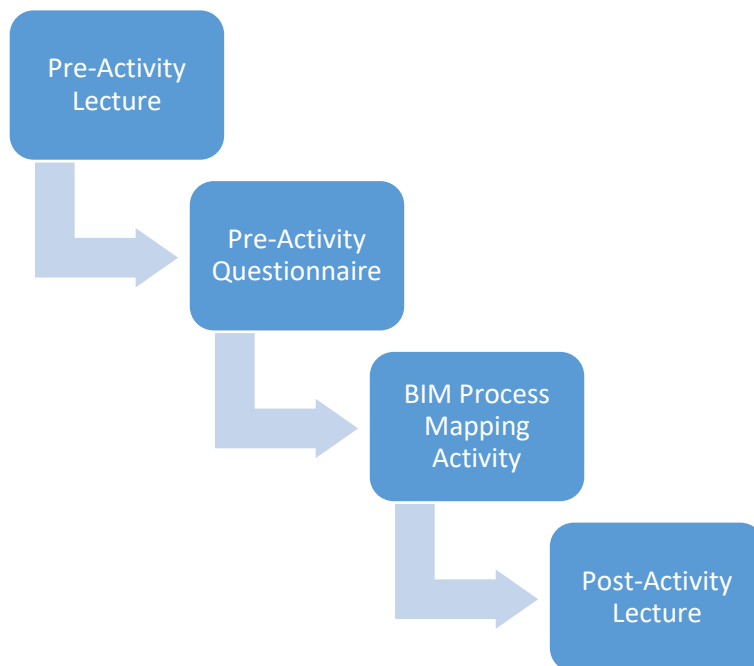 Pre-Activity
Lecture
Pre-Activity
Questionnaire
BIM Process
Mapping
Activity
Post-Activity
Lecture